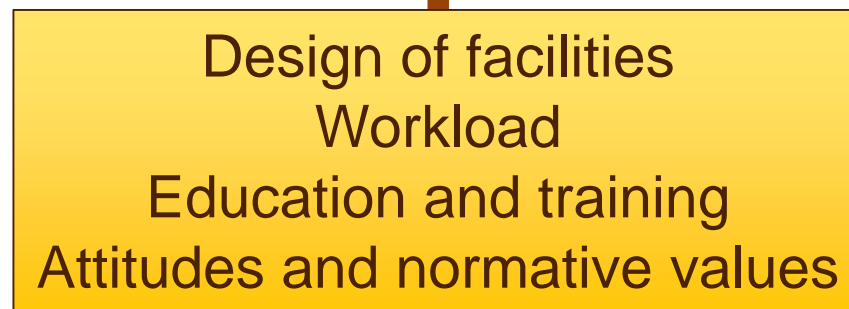 Design of facilities
Workload
Education and training
Attitudes and normative values